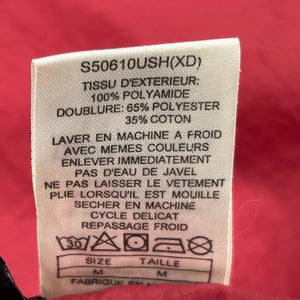 S50610USH(XD)
TISSU D'EXTERIEUR:
100% POLYAMIDE
DOUBLURE: 65% POLYESTER
35% COTON
LAVER EN MACHINE A FROID
AVEC MEMES COULEURS
ENLEVER IMMEDIATEMENT
PAS D'EAU DE JAVEL
NE PAS LAISSER LE VETEMENT
PLIE LORSQU'IL EST MOUILLE
SECHER EN MACHINE
CYCLE DELICAT
REPASSAGE FROID
30
SIZE TAILLE
M M
FABRIQUE EN